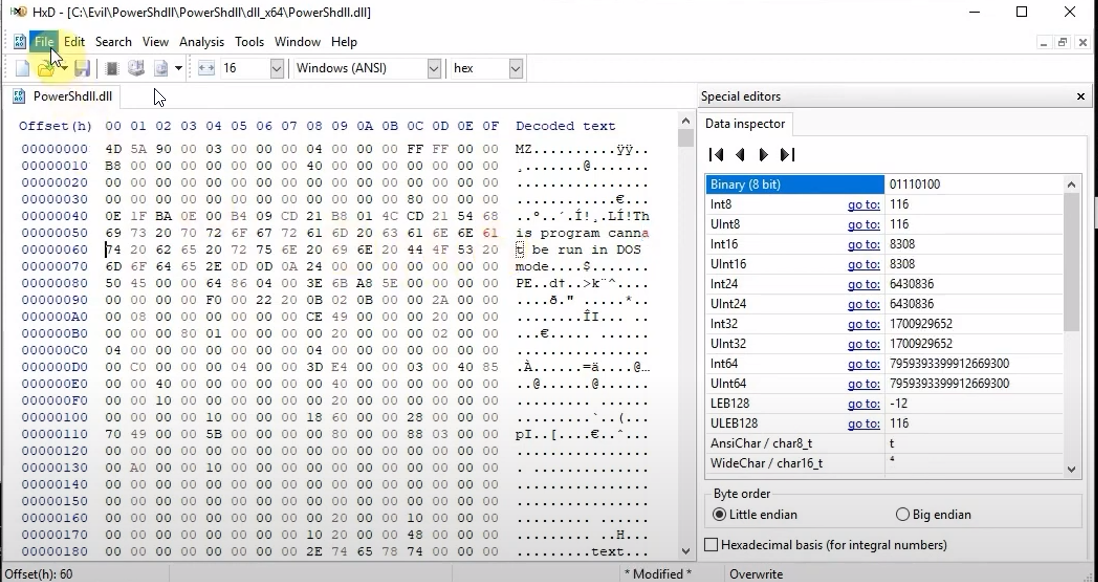 HxD - [C:\Evil\PowerShdll\PowerShdll\dll_x64\PowerShdll.dll]
File Edit Search View Analysis Tools Window Help
16 Windows (ANSI) hex
PowerShdll.dll
Special editors
Data inspector
Offset(h) 00 01 02 03 04 05 06 07 08 09 0A 0B 0C 0D 0E 0F Decoded text
00000000 4D 5A 90 00 03 00 00 00 04 00 00 00 FF FF 00 00 MZ..........ÿÿ..
00000010 B8 00 00 00 00 00 00 00 40 00 00 00 00 00 00 00 ¸.......@.......
00000020 00 00 00 00 00 00 00 00 00 00 00 00 00 00 00 00 ................
00000030 00 00 00 00 00 00 00 00 00 00 00 00 80 00 00 00 ............€...
00000040 0E 1F BA 0E 00 B4 09 CD 21 B8 01 4C CD 21 54 68 ..º..´.Í!¸.LÍ!Th
00000050 69 73 20 70 72 6F 67 72 61 6D 20 63 61 6E 6E 61 is program canna
00000060 74 20 62 65 20 72 75 6E 20 69 6E 20 44 4F 53 20 t be run in DOS
00000070 6D 6F 64 65 2E 0D 0D 0A 24 00 00 00 00 00 00 00 mode....$.......
00000080 50 45 00 00 64 86 04 00 3E 6B A8 5E 00 00 00 00 PE..d†..>k¨^....
00000090 00 00 00 00 F0 00 22 20 0B 02 0B 00 00 2A 00 00 ....ð." .....*..
000000A0 00 08 00 00 00 00 00 00 CE 49 00 00 00 20 00 00 ........ÎI... ..
000000B0 00 00 00 80 01 00 00 00 00 20 00 00 00 02 00 00 ...€..... ......
000000C0 04 00 00 00 00 00 00 00 04 00 00 00 00 00 00 00 ................
000000D0 00 C0 00 00 00 04 00 00 3D E4 00 00 03 00 40 85 .À......=ä....@…
000000E0 00 00 40 00 00 00 00 00 00 40 00 00 00 00 00 00 ..@......@......
000000F0 00 00 10 00 00 00 00 00 00 20 00 00 00 00 00 00 ......... ......
00000100 00 00 00 00 10 00 00 00 18 60 00 00 28 00 00 00 .........`..(...
00000110 70 49 00 00 5B 00 00 00 00 80 00 00 88 03 00 00 pI..[....€..ˆ...
00000120 00 00 00 00 00 00 00 00 00 00 00 00 00 00 00 00 ................
00000130 00 A0 00 00 10 00 00 00 00 00 00 00 00 00 00 00 . ..............
00000140 00 00 00 00 00 00 00 00 00 00 00 00 00 00 00 00 ................
00000150 00 00 00 00 00 00 00 00 00 00 00 00 00 00 00 00 ................
00000160 00 00 00 00 00 00 00 00 00 20 00 00 10 00 00 00 ......... ......
00000170 00 00 00 00 00 00 00 00 10 20 00 00 48 00 00 00 ......... ..H...
00000180 00 00 00 00 00 00 00 00 2E 74 65 78 74 00 00 00 .........text...
Binary (8 bit) 01110100
Int8 go to: 116
UInt8 go to: 116
Int16 go to: 8308
UInt16 go to: 8308
Int24 go to: 6430836
UInt24 go to: 6430836
Int32 go to: 1700929652
UInt32 go to: 1700929652
Int64 go to: 7959393399912669300
UInt64 go to: 7959393399912669300
LEB128 go to: -12
ULEB128 go to: 116
AnsiChar / char8_t t
WideChar / char16_t
Byte order
Little endian Big endian
Hexadecimal basis (for integral numbers)
Offset(h): 60 * Modified * Overwrite